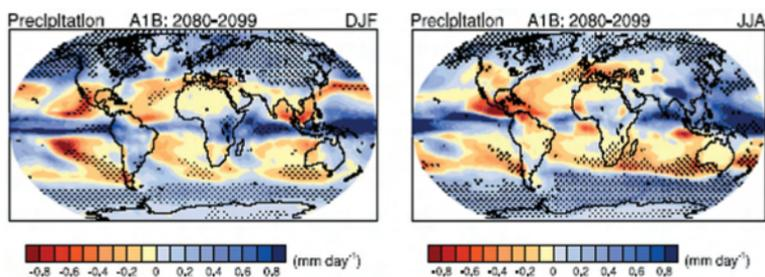 Precipitation A1B: 2080-2099 DJF
-0.8 -0.6 -0.4 -0.2 0 0.2 0.4 0.6 0.8 (mm day⁻¹)
Precipitation A1B: 2080-2099 JJA
-0.8 -0.6 -0.4 -0.2 0 0.2 0.4 0.6 0.8 (mm day⁻¹)